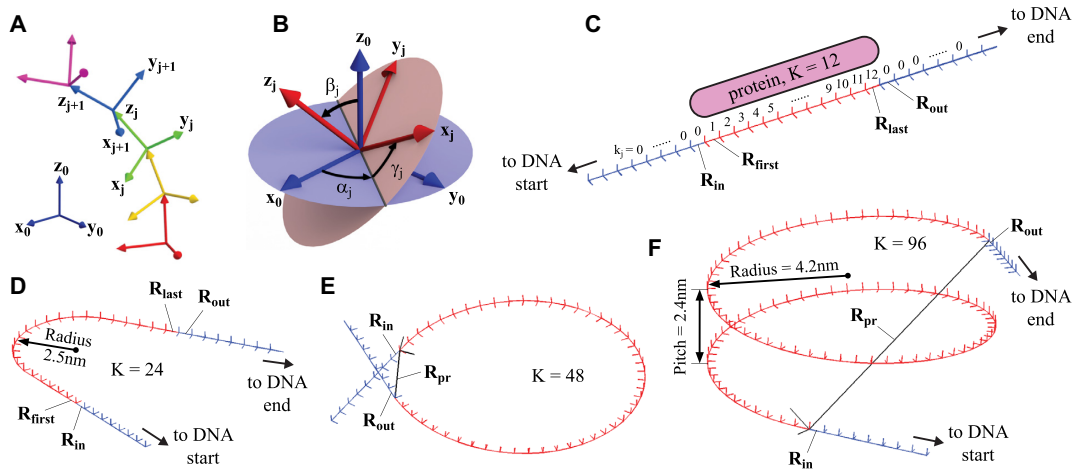 A
y_{j+1}
z_{j+1}
z_j
x_{j+1}
y_j
x_j
z_0
x_0
y_0
B
z_0
y_j
z_j
β_j
x_j
γ_j
α_j
x_0
y_0
C
to DNA
end
protein, K = 12
k_j = 0 ...... 0 0 1 2 3 4 5 ...... 9 10 11 12 0 0 0 ...... 0
R_out
R_last
R_first
R_in
to DNA
start
D
R_last
R_out
Radius
2.5nm
K = 24
to DNA
end
R_first
R_in
to DNA
start
E
R_in
R_pr
R_out
K = 48
F
K = 96
R_out
Radius = 4.2nm
to DNA
end
Pitch = 2.4nm
R_pr
R_in
to DNA
start